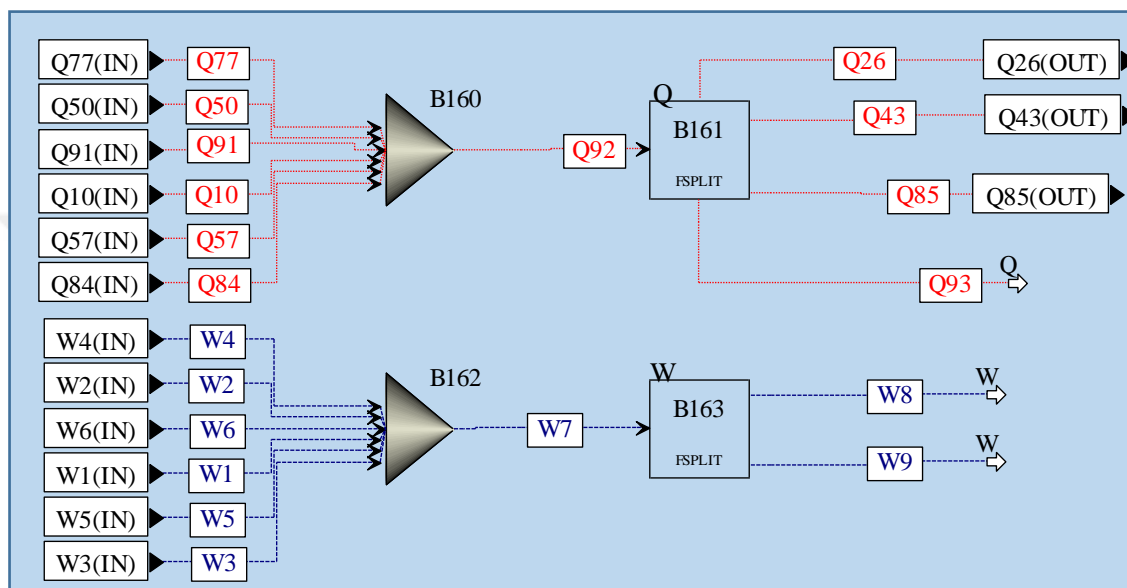 Q77(IN) Q77
Q50(IN) Q50
Q91(IN) Q91
Q10(IN) Q10
Q57(IN) Q57
Q84(IN) Q84
B160
Q92
Q
B161
FSPLIT
Q26 Q26(OUT)
Q43 Q43(OUT)
Q85 Q85(OUT)
Q93 Q
W4(IN) W4
W2(IN) W2
W6(IN) W6
W1(IN) W1
W5(IN) W5
W3(IN) W3
B162
W7
W
B163
FSPLIT
W8 W
W9 W